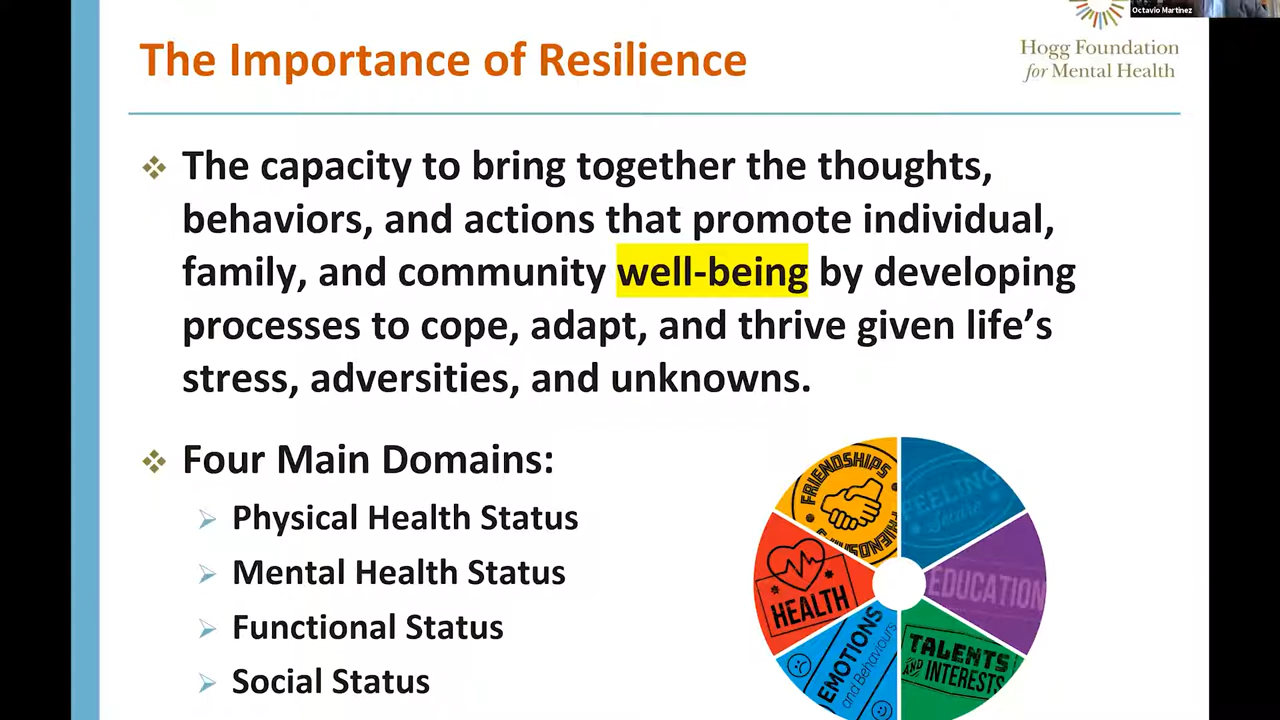 Octavio Martinez
The Importance of Resilience
Hogg Foundation
for Mental Health
The capacity to bring together the thoughts,
behaviors, and actions that promote individual,
family, and community well-being by developing
processes to cope, adapt, and thrive given life’s
stress, adversities, and unknowns.
Four Main Domains:
Physical Health Status
Mental Health Status
Functional Status
Social Status
FRIENDSHIPS
FEELING
Secure
HEALTH
EDUCATION
EMOTIONS
and Behaviours
TALENTS
AND INTERESTS